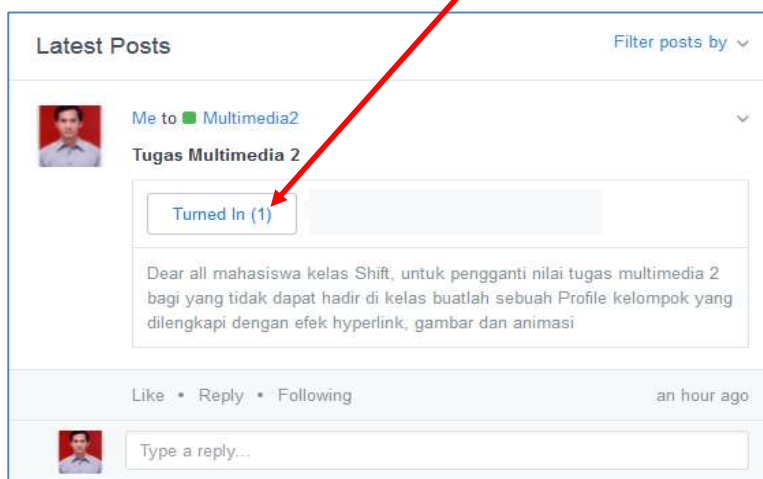 Latest Posts
Filter posts by
Me to Multimedia2
Tugas Multimedia 2
Turned In (1)
Dear all mahasiswa kelas Shift, untuk pengganti nilai tugas multimedia 2
bagi yang tidak dapat hadir di kelas buatlah sebuah Profile kelompok yang
dilengkapi dengan efek hyperlink, gambar dan animasi
Like • Reply • Following
an hour ago
Type a reply...